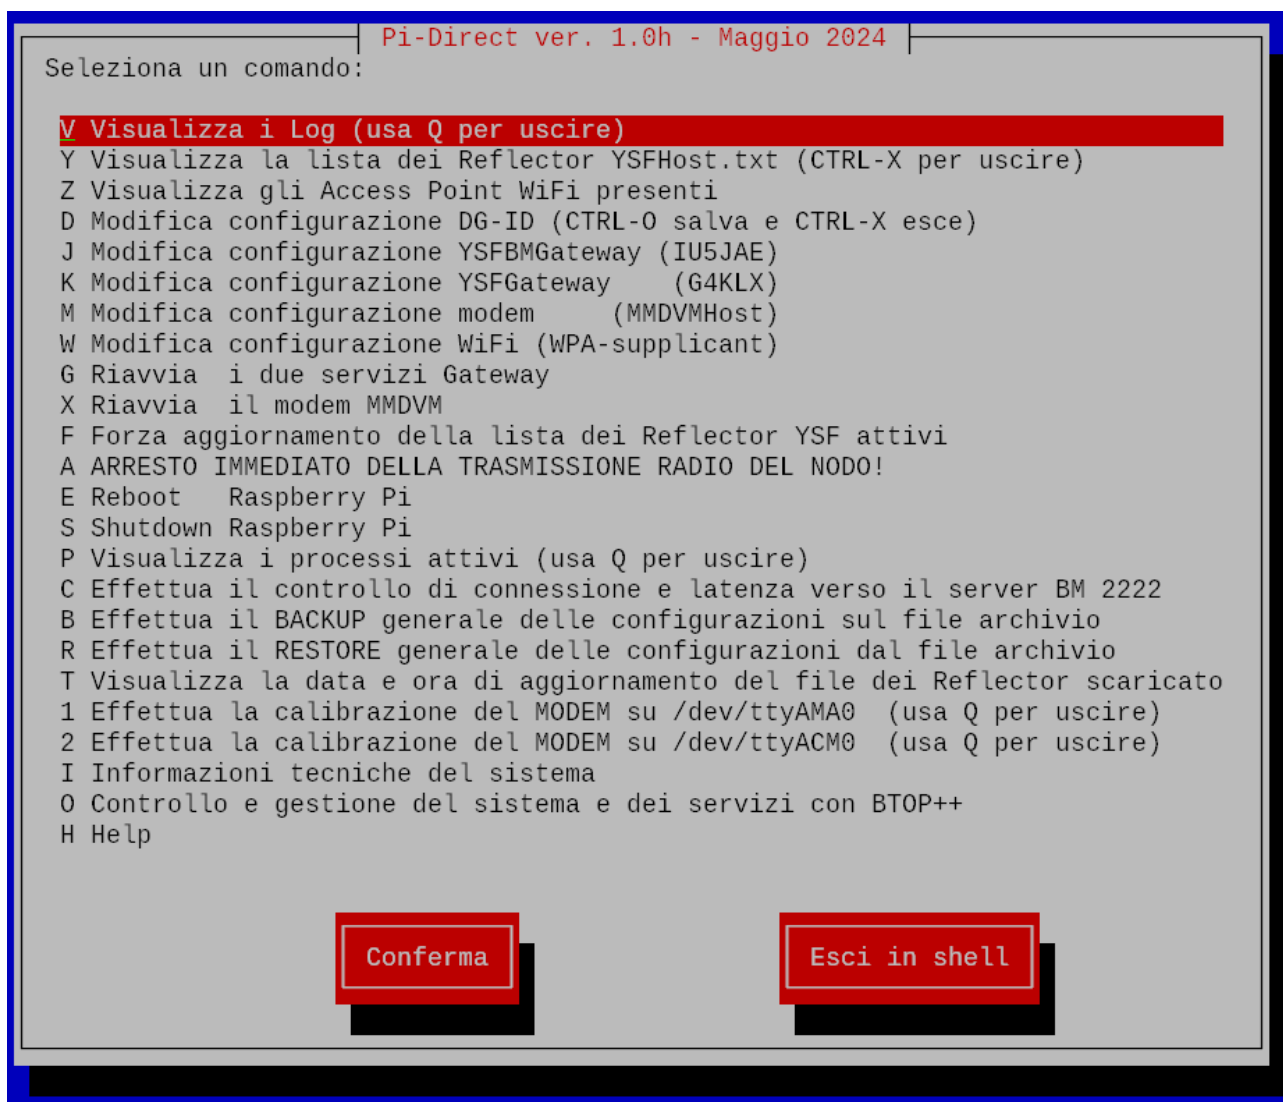 Pi-Direct ver. 1.0h - Maggio 2024
Seleziona un comando:
V Visualizza i Log (usa Q per uscire)
Y Visualizza la lista dei Reflector YSFHost.txt (CTRL-X per uscire)
Z Visualizza gli Access Point WiFi presenti
D Modifica configurazione DG-ID (CTRL-O salva e CTRL-X esce)
J Modifica configurazione YSFBMGateway (IU5JAE)
K Modifica configurazione YSFGateway    (G4KLX)
M Modifica configurazione modem     (MMDVMHost)
W Modifica configurazione WiFi (WPA-supplicant)
G Riavvia  i due servizi Gateway
X Riavvia  il modem MMDVM
F Forza aggiornamento della lista dei Reflector YSF attivi
A ARRESTO IMMEDIATO DELLA TRASMISSIONE RADIO DEL NODO!
E Reboot   Raspberry Pi
S Shutdown Raspberry Pi
P Visualizza i processi attivi (usa Q per uscire)
C Effettua il controllo di connessione e latenza verso il server BM 2222
B Effettua il BACKUP generale delle configurazioni sul file archivio
R Effettua il RESTORE generale delle configurazioni dal file archivio
T Visualizza la data e ora di aggiornamento del file dei Reflector scaricato
1 Effettua la calibrazione del MODEM su /dev/ttyAMA0  (usa Q per uscire)
2 Effettua la calibrazione del MODEM su /dev/ttyACM0  (usa Q per uscire)
I Informazioni tecniche del sistema
O Controllo e gestione del sistema e dei servizi con BTOP++
H Help
Conferma
Esci in shell